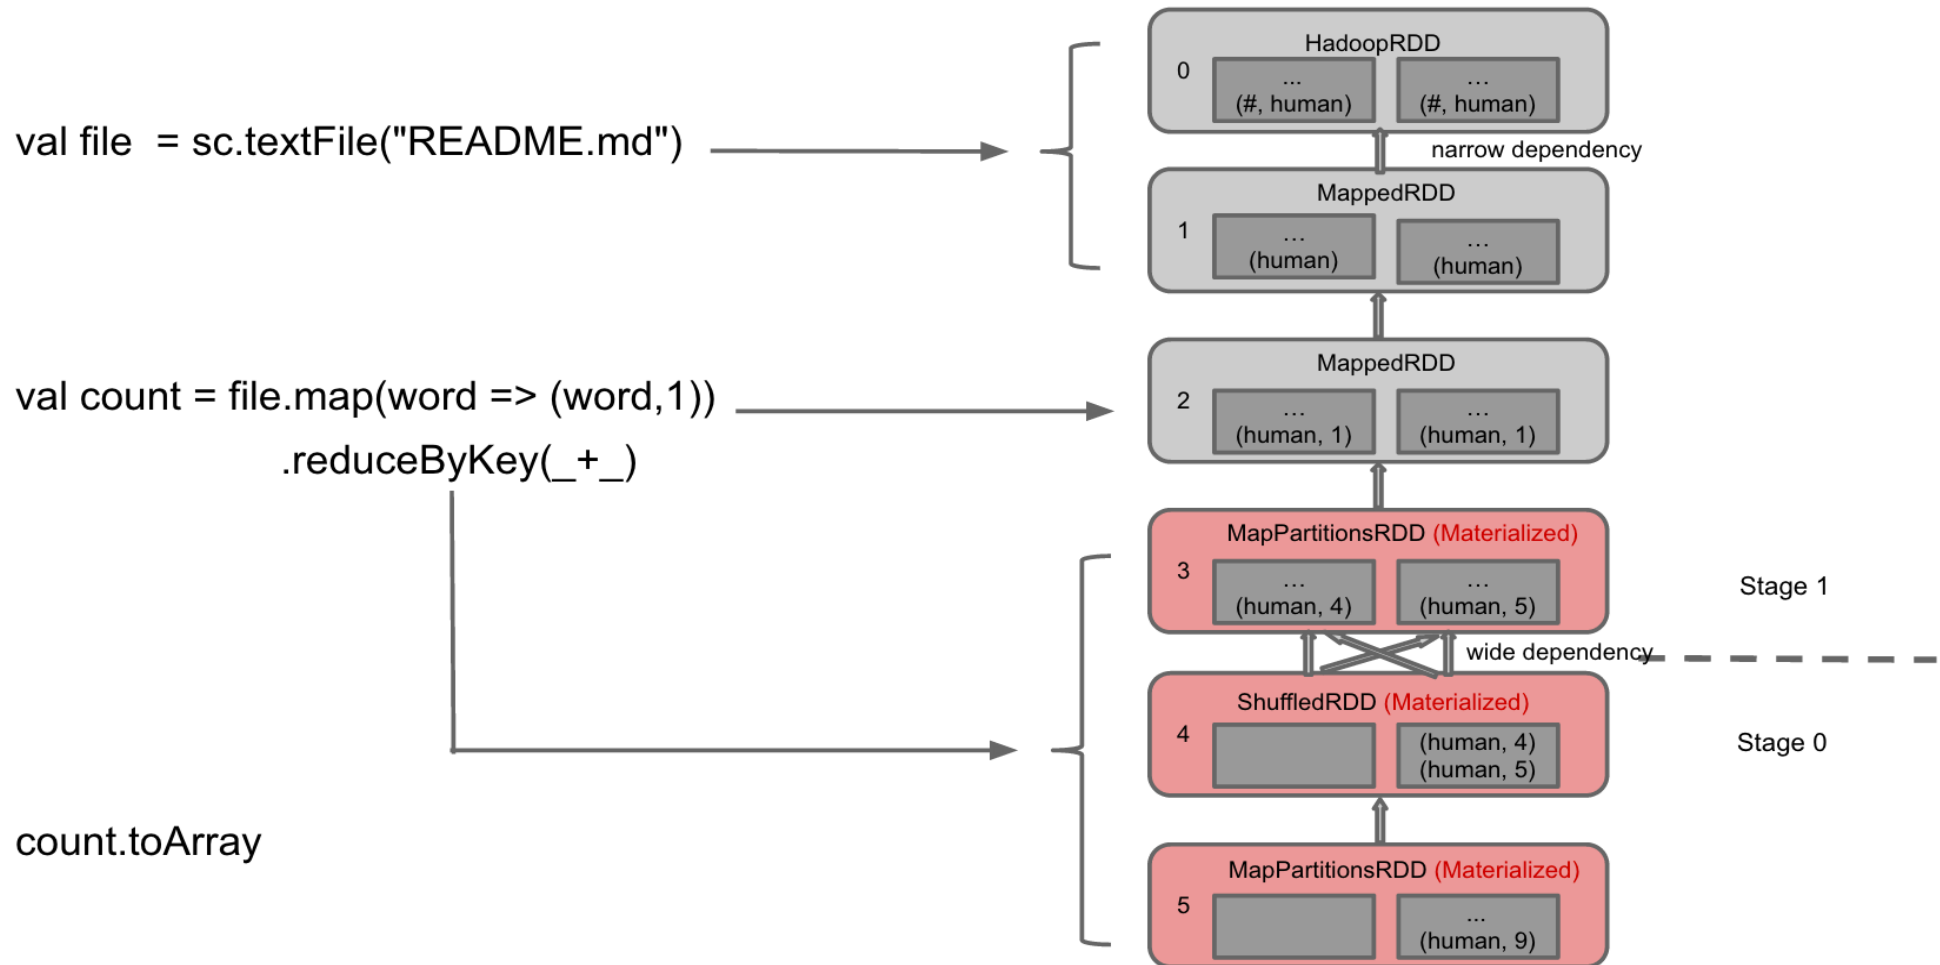 val file  = sc.textFile("README.md")
val count = file.map(word => (word,1))
.reduceByKey(_+_)
count.toArray
HadoopRDD
0
...
(#, human)
…
(#, human)
narrow dependency
MappedRDD
1
…
(human)
…
(human)
MappedRDD
2
…
(human, 1)
…
(human, 1)
MapPartitionsRDD (Materialized)
3
…
(human, 4)
…
(human, 5)
Stage 1
wide dependency
ShuffledRDD (Materialized)
4
(human, 4)
(human, 5)
Stage 0
MapPartitionsRDD (Materialized)
5
...
(human, 9)